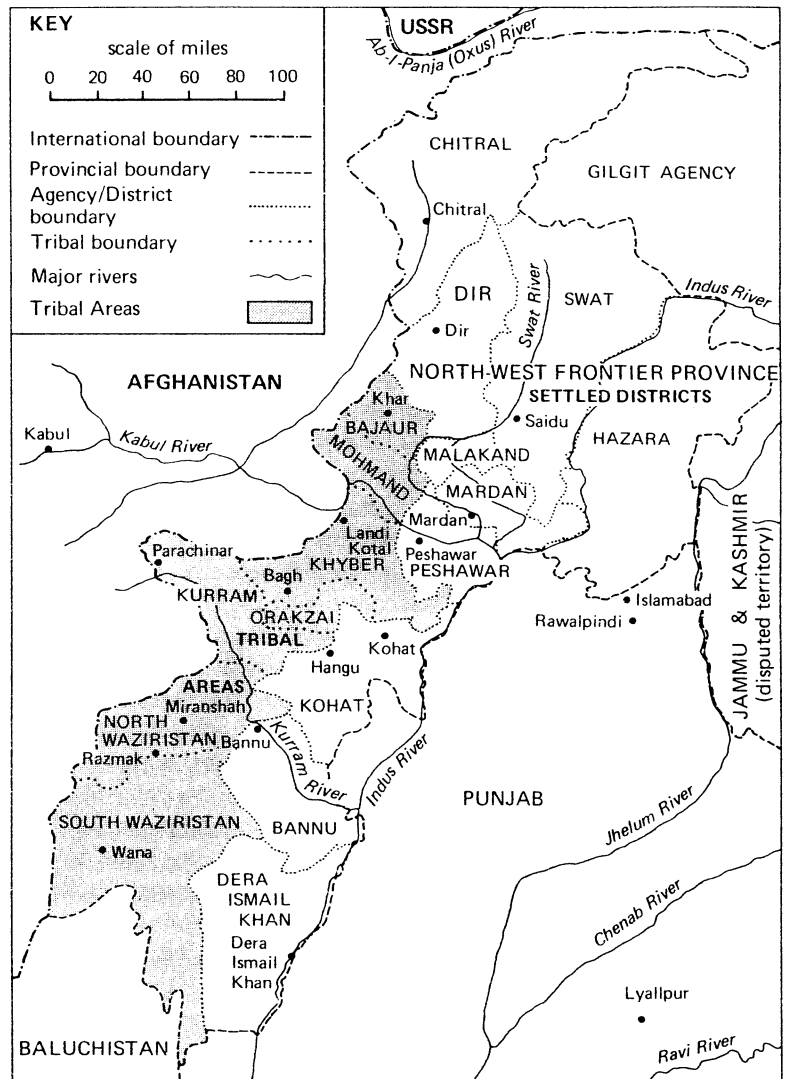 KEY
scale of miles
0 20 40 60 80 100
International boundary
Provincial boundary
Agency/District
boundary
Tribal boundary
Major rivers
Tribal Areas
USSR
Ab-I-Panja (Oxus) River
CHITRAL
GILGIT AGENCY
Chitral
DIR
Swat River
SWAT
Indus River
Dir
AFGHANISTAN
NORTH-WEST FRONTIER PROVINCE
SETTLED DISTRICTS
Khar
BAJAUR
Saidu
HAZARA
Kabul
Kabul River
MOHMAND
MALAKAND
MARDAN
Mardan
Landi
Kotal
KHYBER
Peshawar
PESHAWAR
Parachinar
Bagh
KURRAM
ORAKZAI
TRIBAL
Islamabad
Rawalpindi
JAMMU & KASHMIR
(disputed territory)
Kohat
Hangu
AREAS
Miranshah
KOHAT
NORTH
WAZIRISTAN
Bannu
Razmak
Kurram River
Indus River
PUNJAB
SOUTH WAZIRISTAN
BANNU
Jhelum River
Wana
DERA
ISMAIL
KHAN
Chenab River
Dera
Ismail
Khan
Lyallpur
BALUCHISTAN
Ravi River